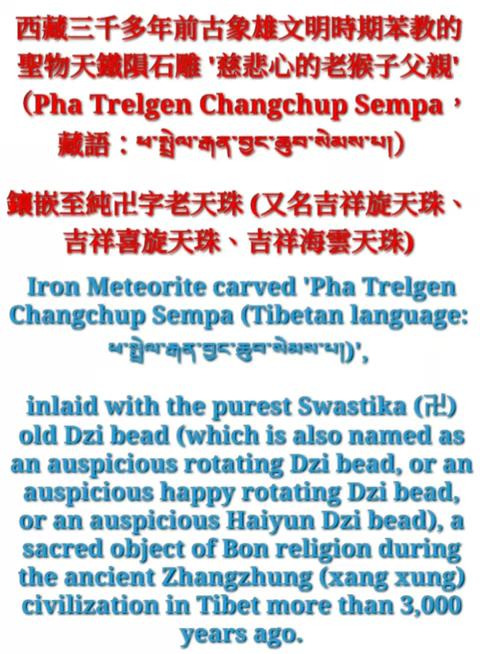 西藏三千多年前古象雄文明時期苯教的
聖物天鐵隕石雕 '慈悲心的老猴子父親'
（Pha Trelgen Changchup Sempa，
藏語：ཕ་སྤྲེལ་རྒན་བྱང་ཆུབ་སེམས་པ།）
鑲嵌至純卍字老天珠 (又名吉祥旋天珠、
吉祥喜旋天珠、吉祥海雲天珠)
Iron Meteorite carved 'Pha Trelgen
Changchup Sempa (Tibetan language:
ཕ་སྤྲེལ་རྒན་བྱང་ཆུབ་སེམས་པ།)',
inlaid with the purest Swastika (卍)
old Dzi bead (which is also named as
an auspicious rotating Dzi bead, or an
auspicious happy rotating Dzi bead,
or an auspicious Haiyun Dzi bead), a
sacred object of Bon religion during
the ancient Zhangzhung (xang xung)
civilization in Tibet more than 3,000
years ago.